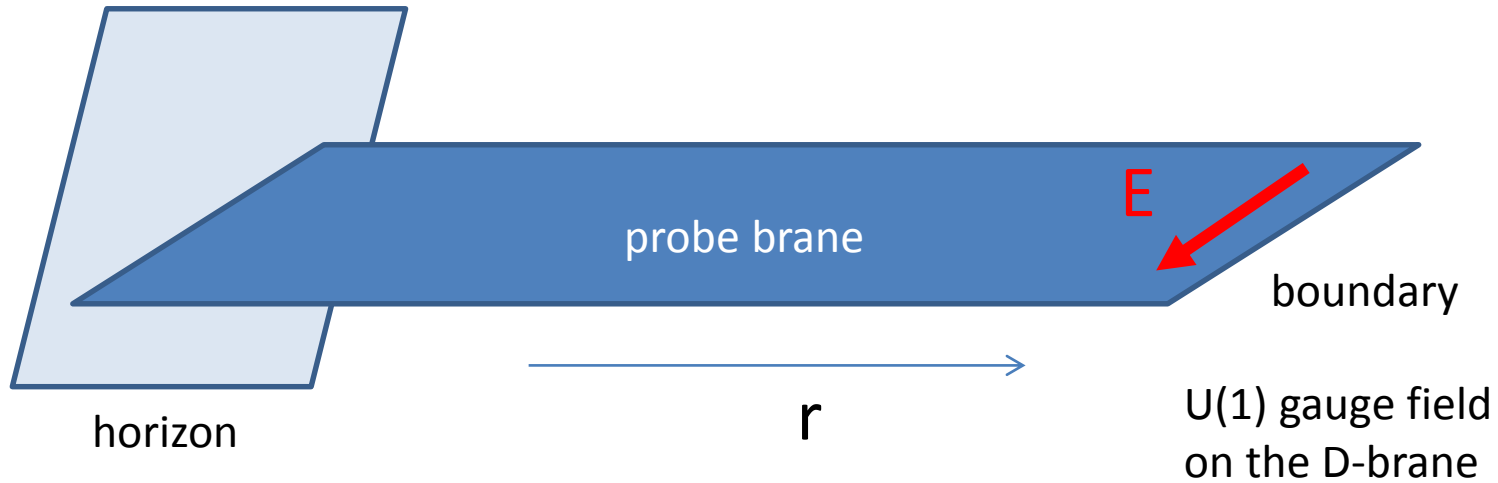 E
probe brane
boundary
horizon
r
U(1) gauge field
on the D-brane